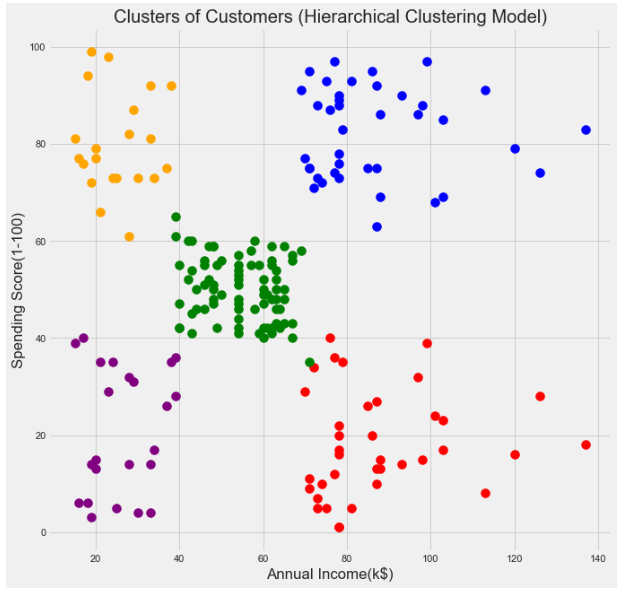 Clusters of Customers (Hierarchical Clustering Model)
100
80
60
40
20
0
Spending Score(1-100)
20 40 60 80 100 120 140
Annual Income(k$)